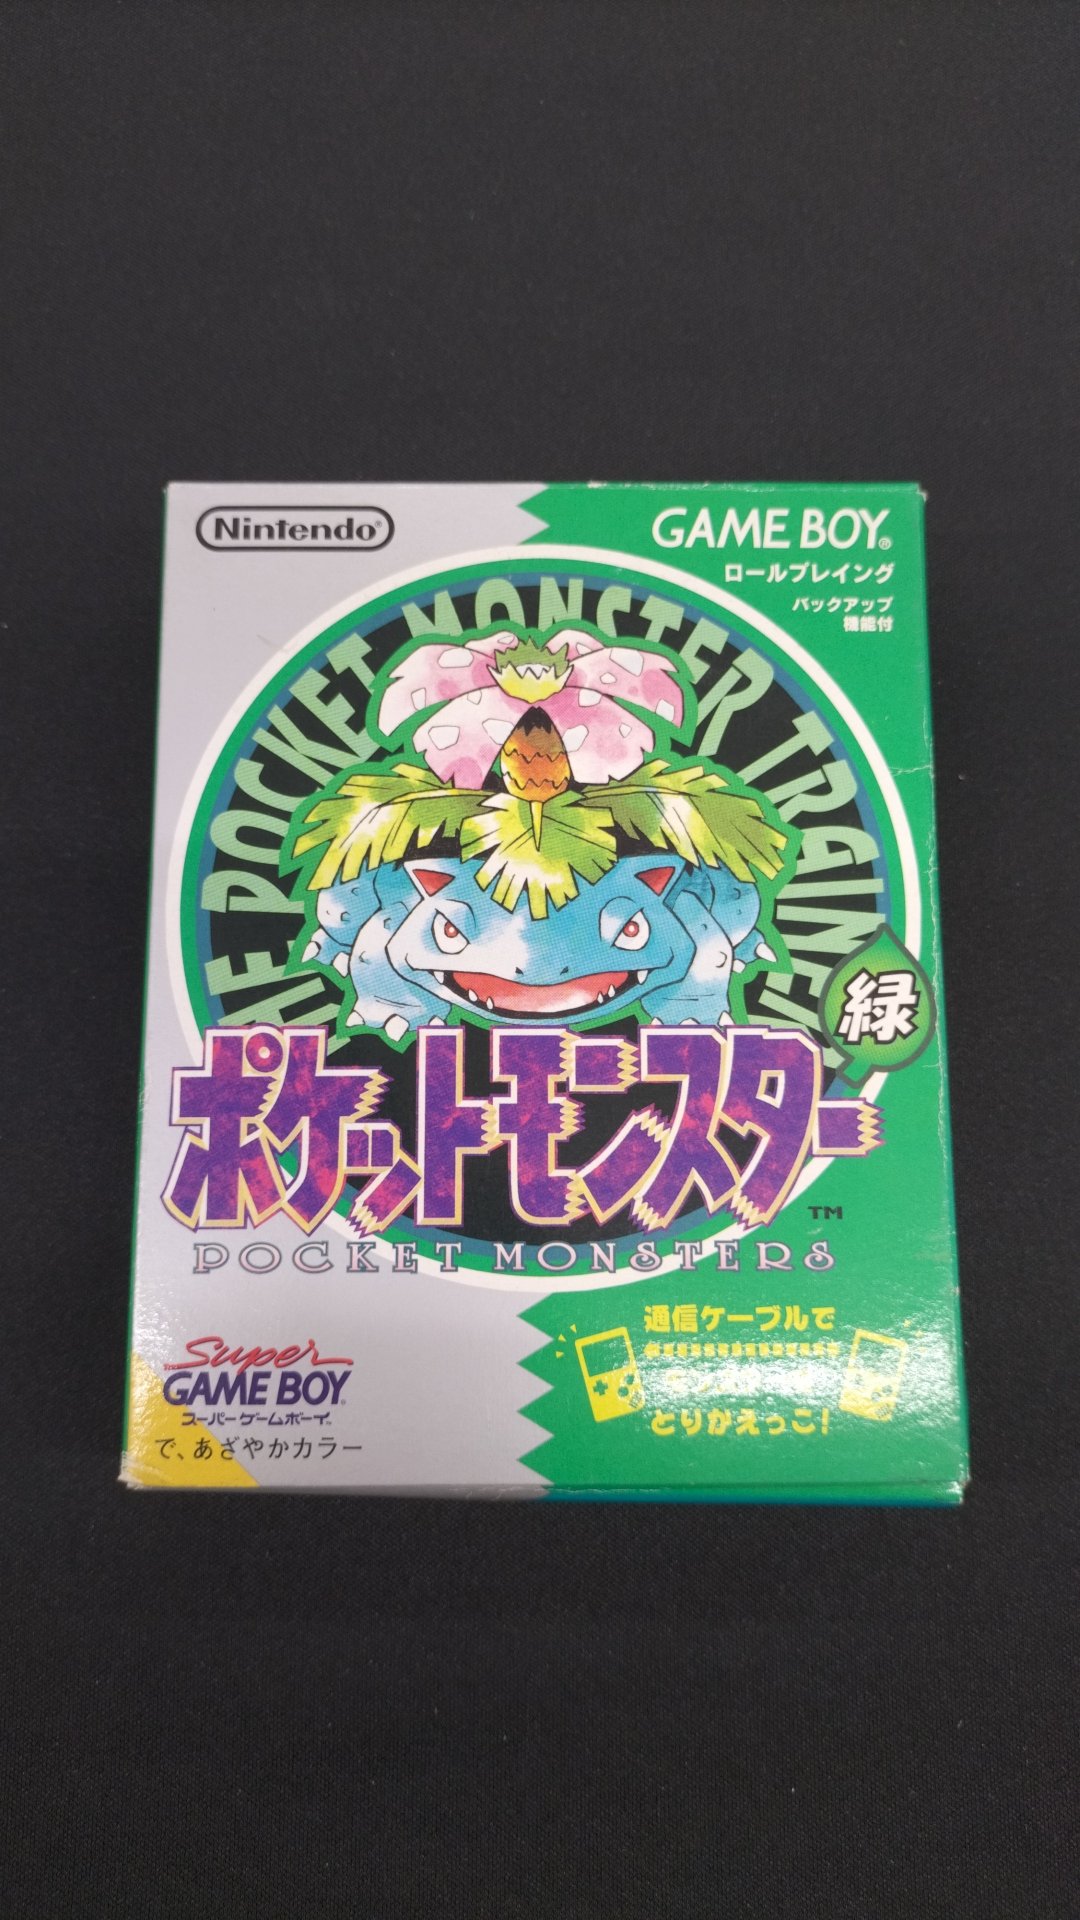 Nintendo®
GAME BOY®
ロールプレイング
バックアップ
機能付
THE POCKET MONSTER TRAINER
緑
ポケットモンスター
TM
POCKET MONSTERS
Super
GAME BOY
スーパーゲームボーイ
で、あざやかカラー
通信ケーブルで
とりかえっこ!